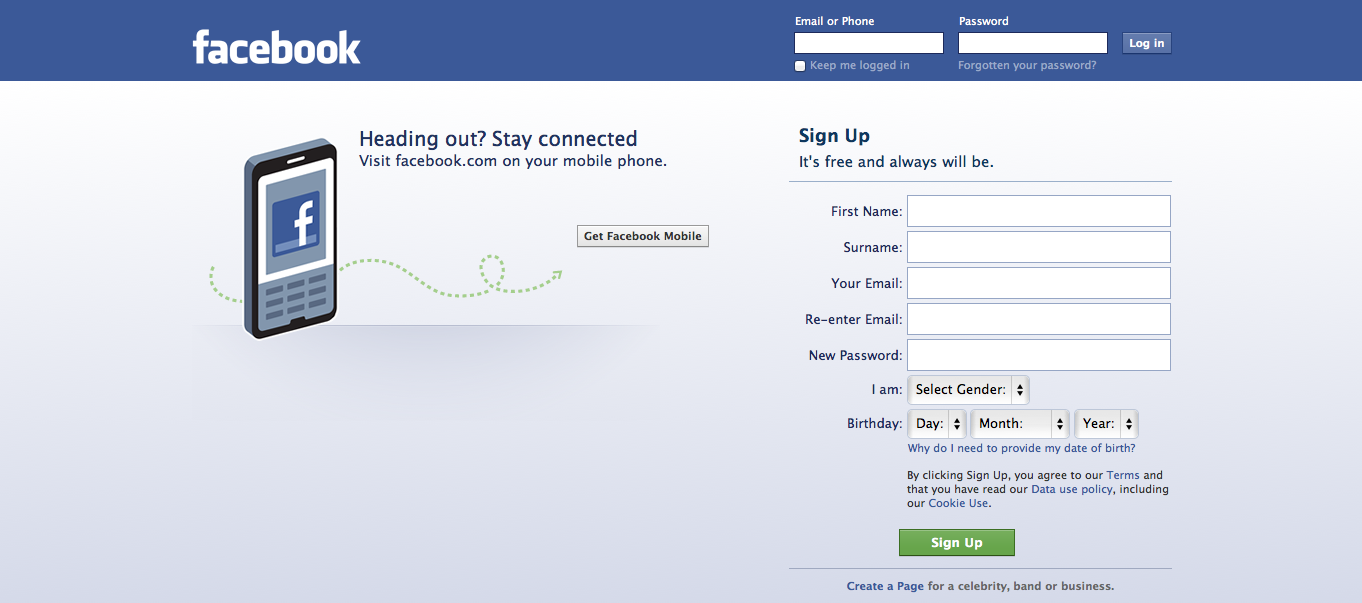 facebook
Email or Phone
Password
Log in
Keep me logged in
Forgotten your password?
Heading out? Stay connected
Visit facebook.com on your mobile phone.
f
Get Facebook Mobile
Sign Up
It's free and always will be.
First Name:
Surname:
Your Email:
Re-enter Email:
New Password:
I am: Select Gender:
Birthday: Day: Month: Year:
Why do I need to provide my date of birth?
By clicking Sign Up, you agree to our Terms and
that you have read our Data use policy, including
our Cookie Use.
Sign Up
Create a Page for a celebrity, band or business.